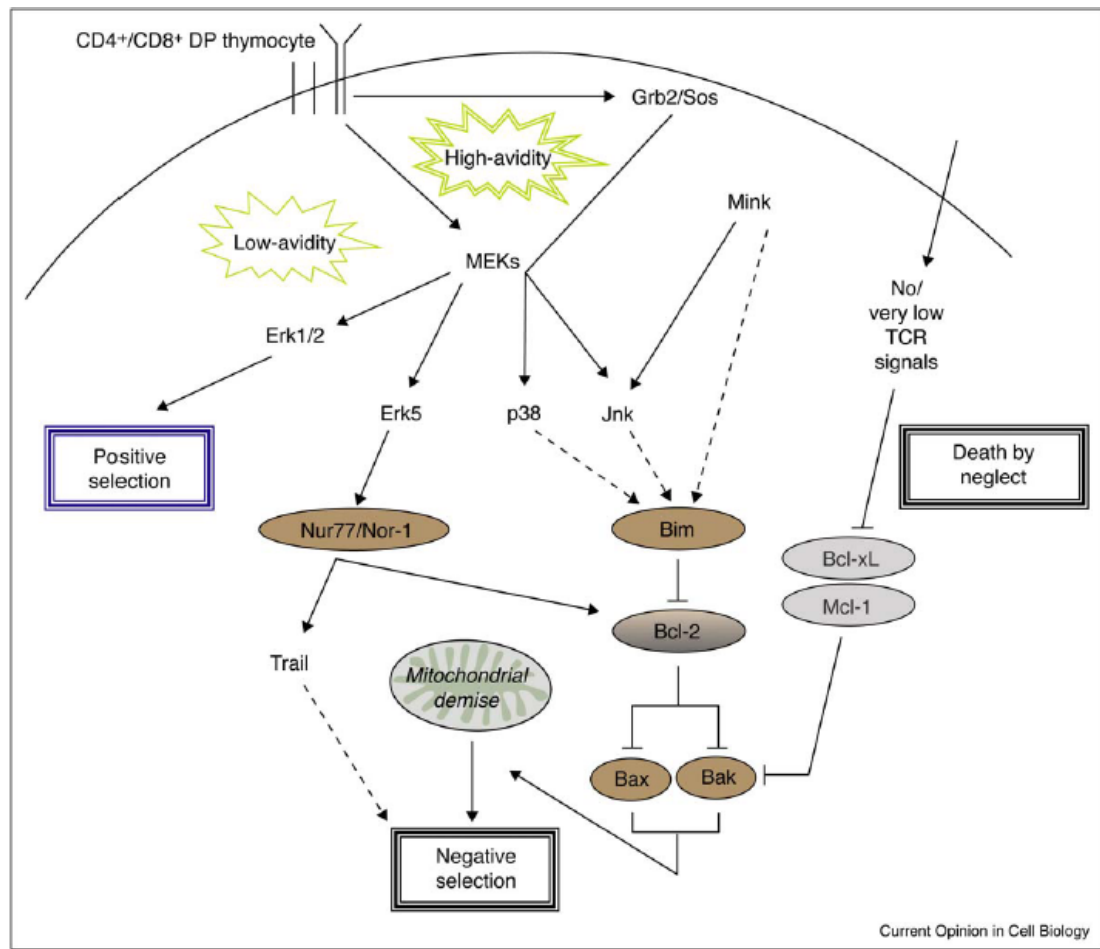 CD4+/CD8+ DP thymocyte
Grb2/Sos
High-avidity
Mink
Low-avidity
MEKs
No/
very low
TCR
signals
Erk1/2
Erk5
p38
Jnk
Positive
selection
Death by
neglect
Nur77/Nor-1
Bim
Bcl-xL
Mcl-1
Bcl-2
Trail
Mitochondrial
demise
Bax
Bak
Negative
selection
Current Opinion in Cell Biology